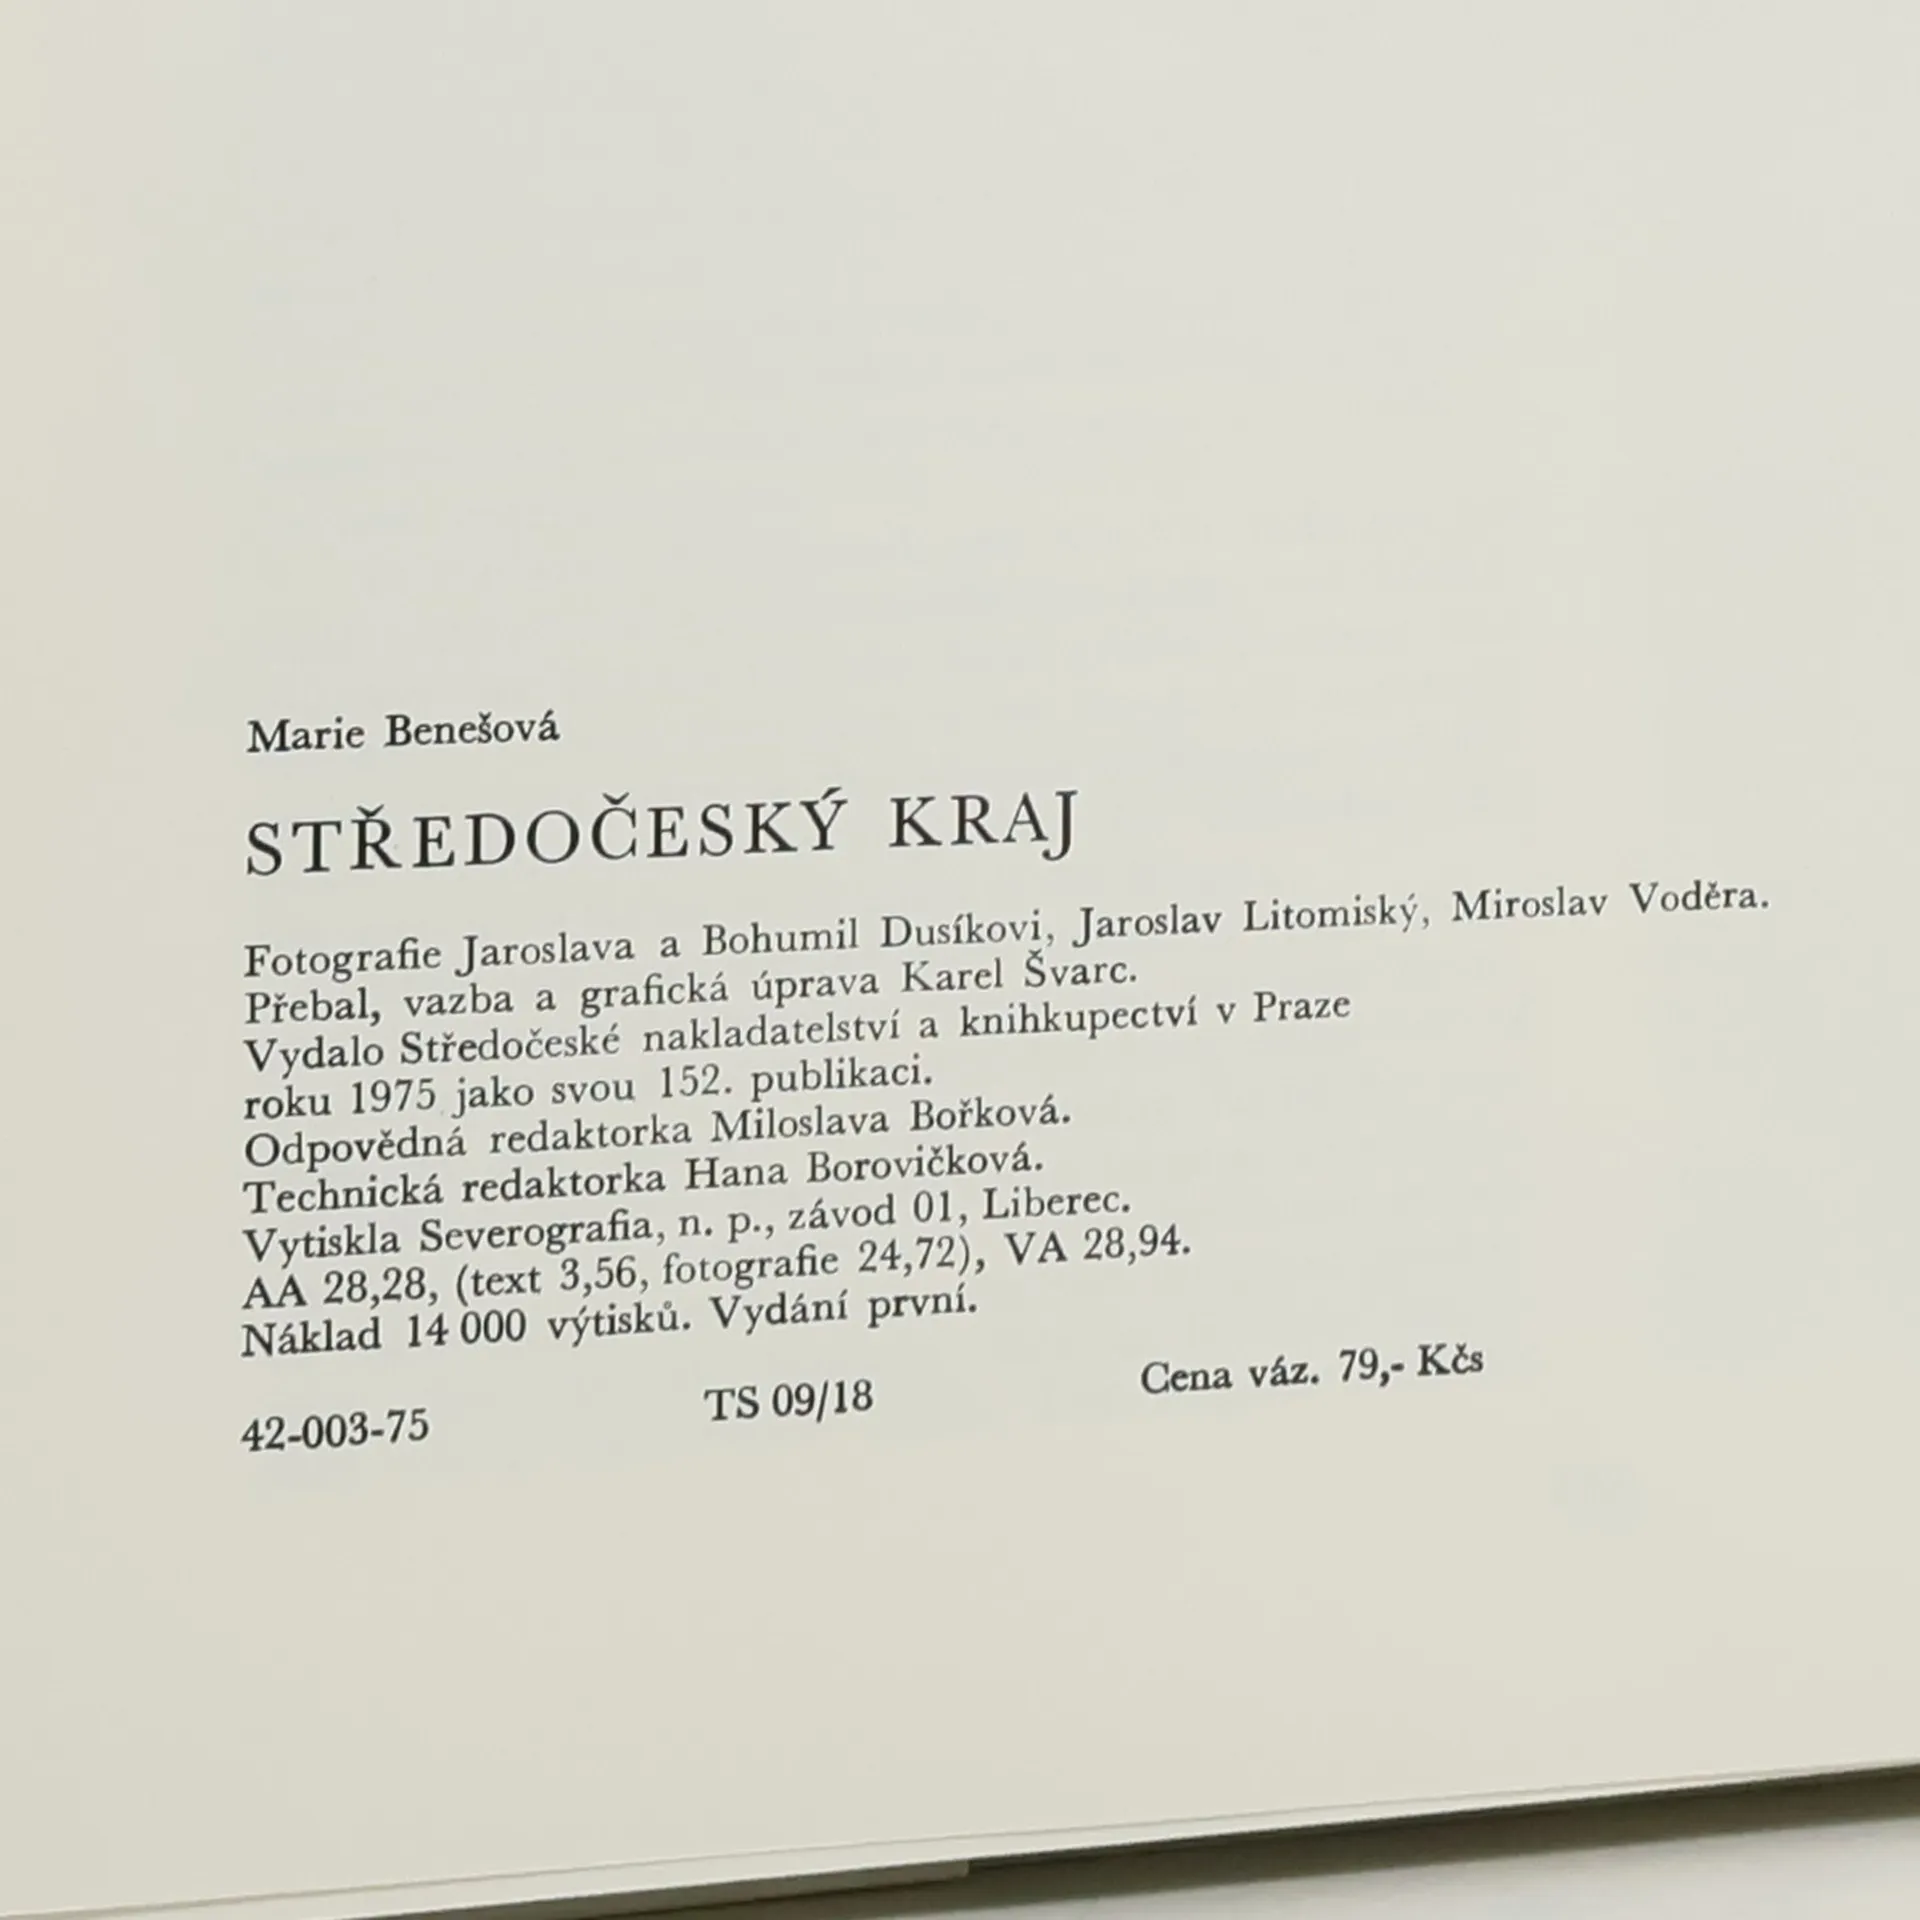 Marie Benešová
STŘEDOČESKÝ KRAJ
Fotografie Jaroslava a Bohumil Dusíkovi, Jaroslav Litomiský, Miroslav Voděra.
Přebal, vazba a grafická úprava Karel Švarc.
Vydalo Středočeské nakladatelství a knihkupectví v Praze
roku 1975 jako svou 152. publikaci.
Odpovědná redaktorka Miloslava Bořková.
Technická redaktorka Hana Borovičková.
Vytiskla Severografia, n. p., závod 01, Liberec.
AA 28,28, (text 3,56, fotografie 24,72), VA 28,94.
Náklad 14 000 výtisků. Vydání první.
42-003-75 TS 09/18 Cena váz. 79,- Kčs